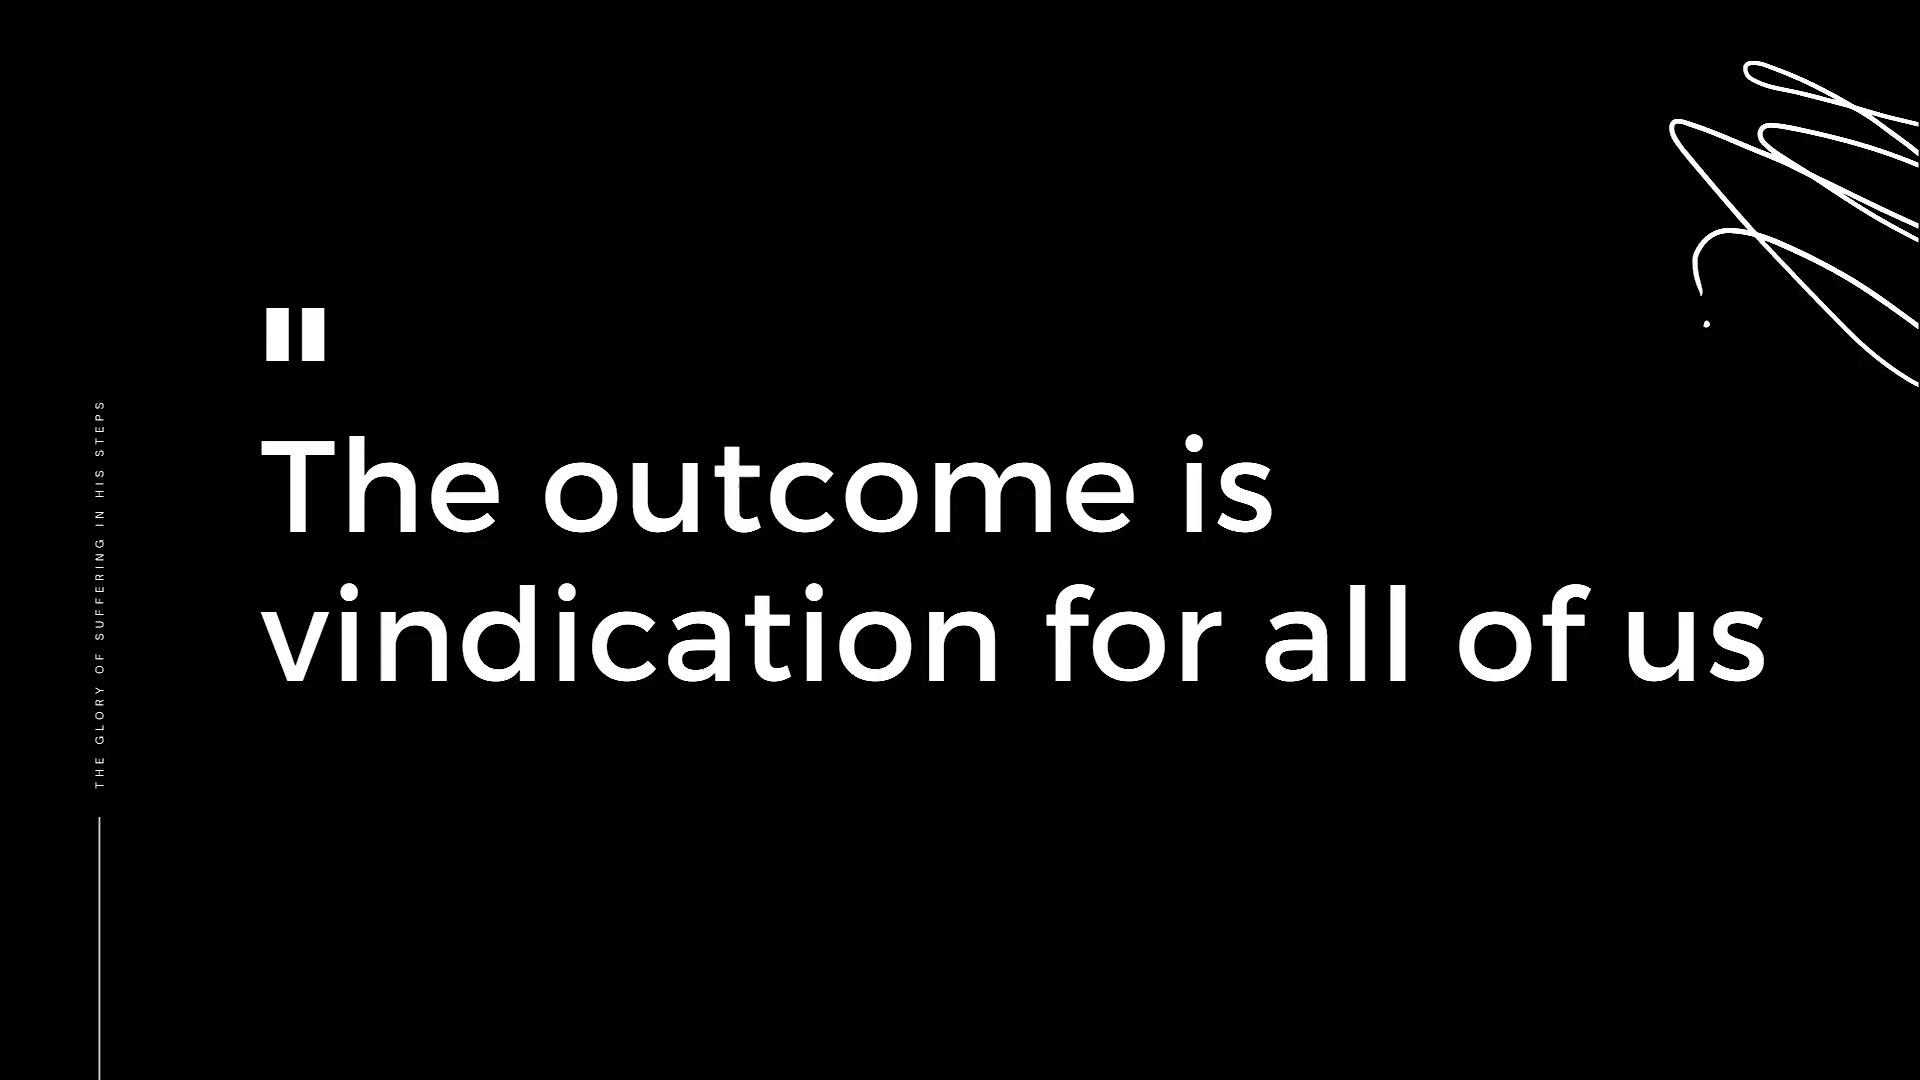 THE GLORY OF SUFFERING IN HIS STEPS
"
The outcome is
vindication for all of us